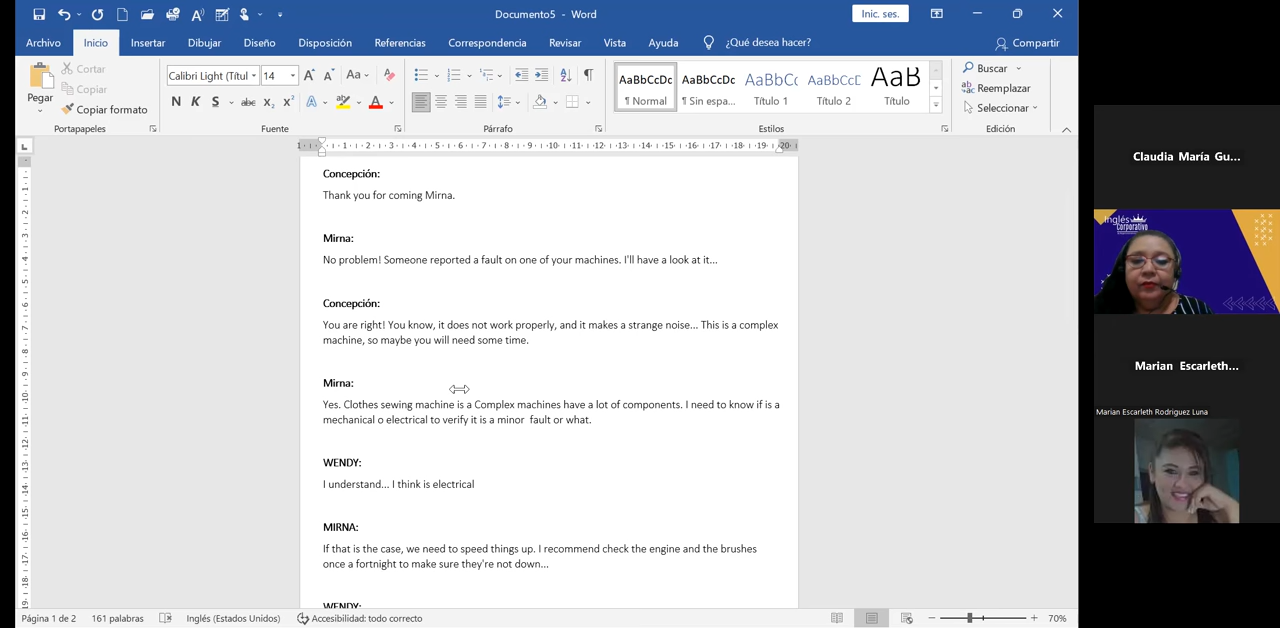 Documento5 - Word
Inic. ses.
Archivo Inicio Insertar Dibujar Diseño Disposición Referencias Correspondencia Revisar Vista Ayuda ¿Qué desea hacer? Compartir
Pegar
Cortar
Copiar
Copiar formato
Portapapeles
Calibri Light (Títul 14
N K S abc x₂ x²
Fuente
Párrafo
AaBbCcDc AaBbCcDc AaBbCc AaBbCcD AaB
¶ Normal ¶ Sin espa... Título 1 Título 2 Título
Estilos
Buscar
Reemplazar
Seleccionar
Edición
Concepción:
Thank you for coming Mirna.
Mirna:
No problem! Someone reported a fault on one of your machines. I'll have a look at it...
Concepción:
You are right! You know, it does not work properly, and it makes a strange noise... This is a complex
machine, so maybe you will need some time.
Mirna:
Yes. Clothes sewing machine is a Complex machines have a lot of components. I need to know if is a
mechanical o electrical to verify it is a minor fault or what.
WENDY:
I understand... I think is electrical
MIRNA:
If that is the case, we need to speed things up. I recommend check the engine and the brushes
once a fortnight to make sure they're not down...
WENDY:
Página 1 de 2 161 palabras Inglés (Estados Unidos) Accesibilidad: todo correcto 70%
Claudia María Gu...
Inglés
Corporativo
Marian Escarleth...
Marian Escarleth Rodriguez Luna